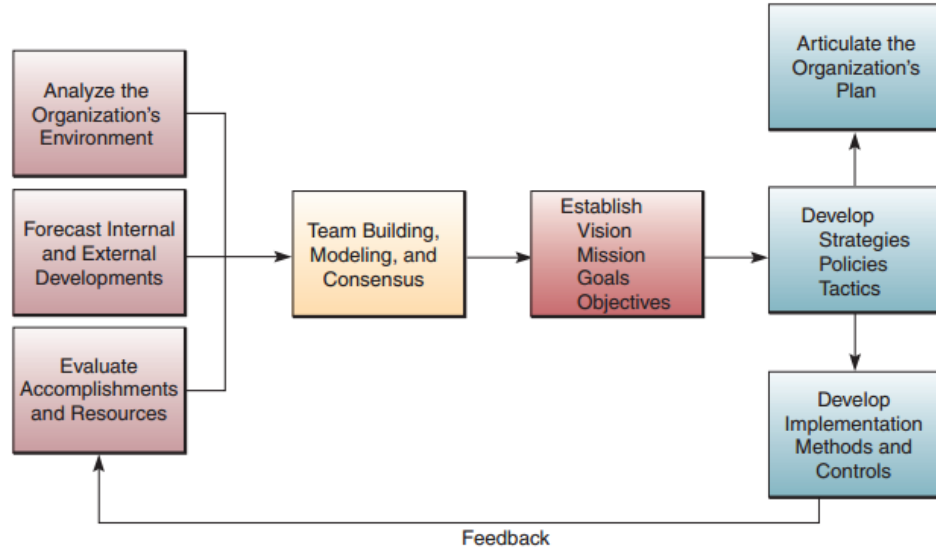 Analyze the
Organization's
Environment
Forecast Internal
and External
Developments
Evaluate
Accomplishments
and Resources
Team Building,
Modeling, and
Consensus
Establish
Vision
Mission
Goals
Objectives
Articulate the
Organization's
Plan
Develop
Strategies
Policies
Tactics
Develop
Implementation
Methods and
Controls
Feedback